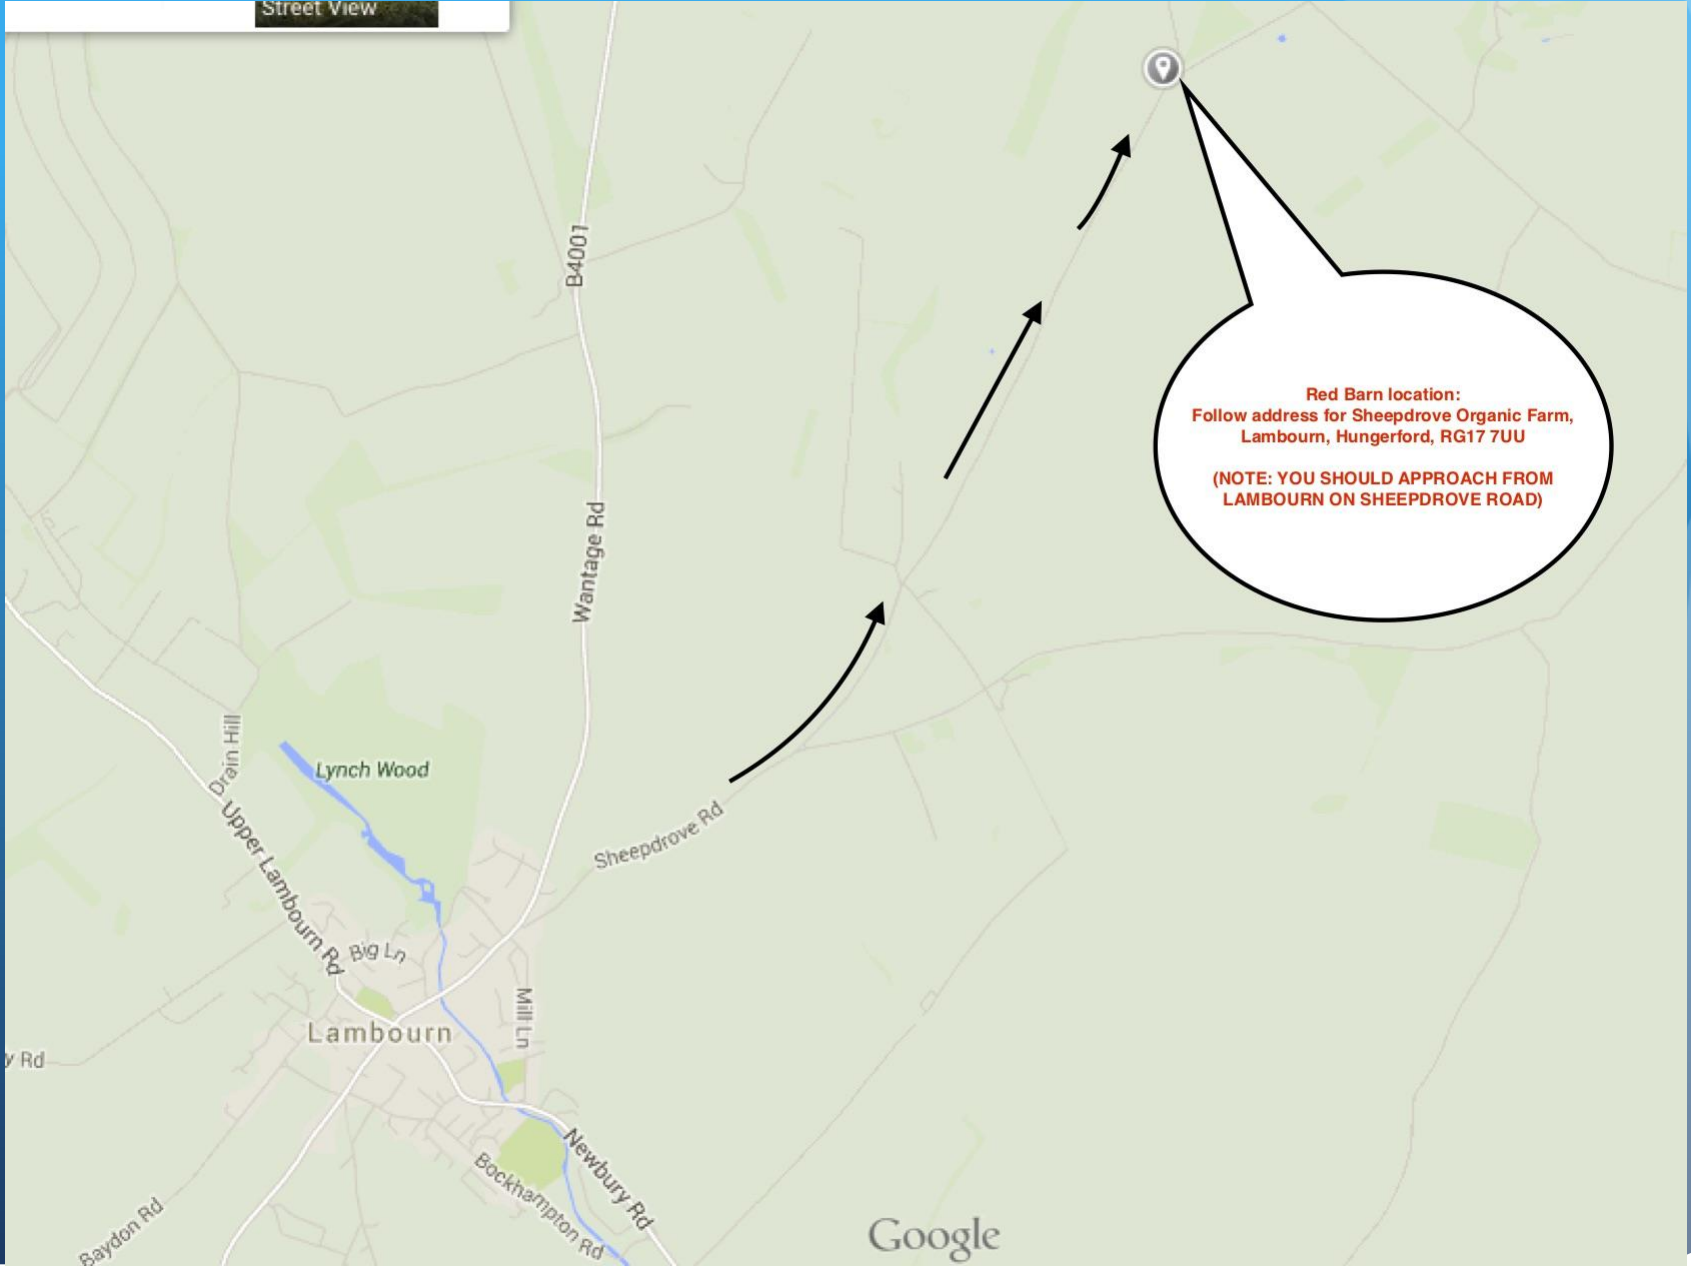 Street View
B4001
Red Barn location:
Follow address for Sheepdrove Organic Farm,
Lambourn, Hungerford, RG17 7UU
(NOTE: YOU SHOULD APPROACH FROM
LAMBOURN ON SHEEPDROVE ROAD)
Wantage Rd
Drain Hill
Lynch Wood
Sheepdrove Rd
Upper Lambourn Rd
Big Ln
Mill Ln
Lambourn
y Rd
Newbury Rd
Bockhampton Rd
Baydon Rd
Google